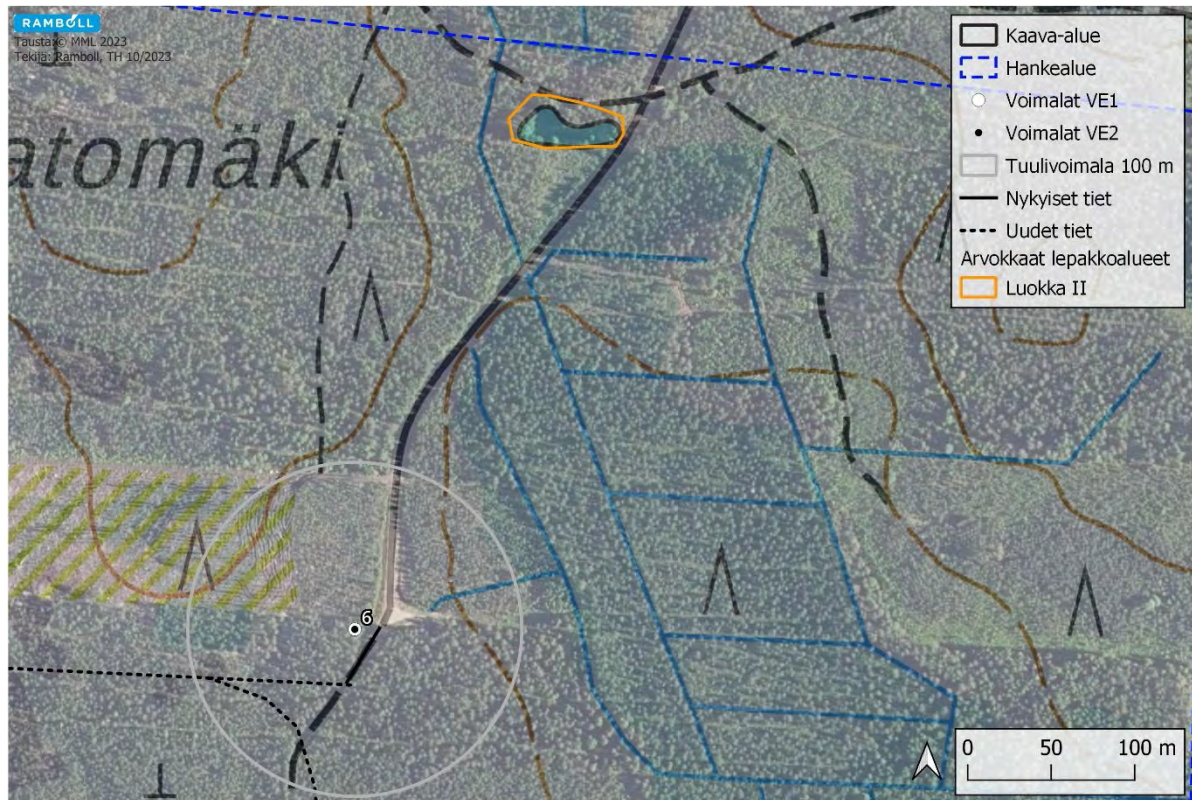 RAMBOLL
Tausta:© MML 2023
Tekijä: Ramboll, TH 10/2023
atomäki
6
Kaava-alue
Hankealue
Voimalat VE1
Voimalat VE2
Tuulivoimala 100 m
Nykyiset tiet
Uudet tiet
Arvokkaat lepakkoalueet
Luokka II
0 50 100 m